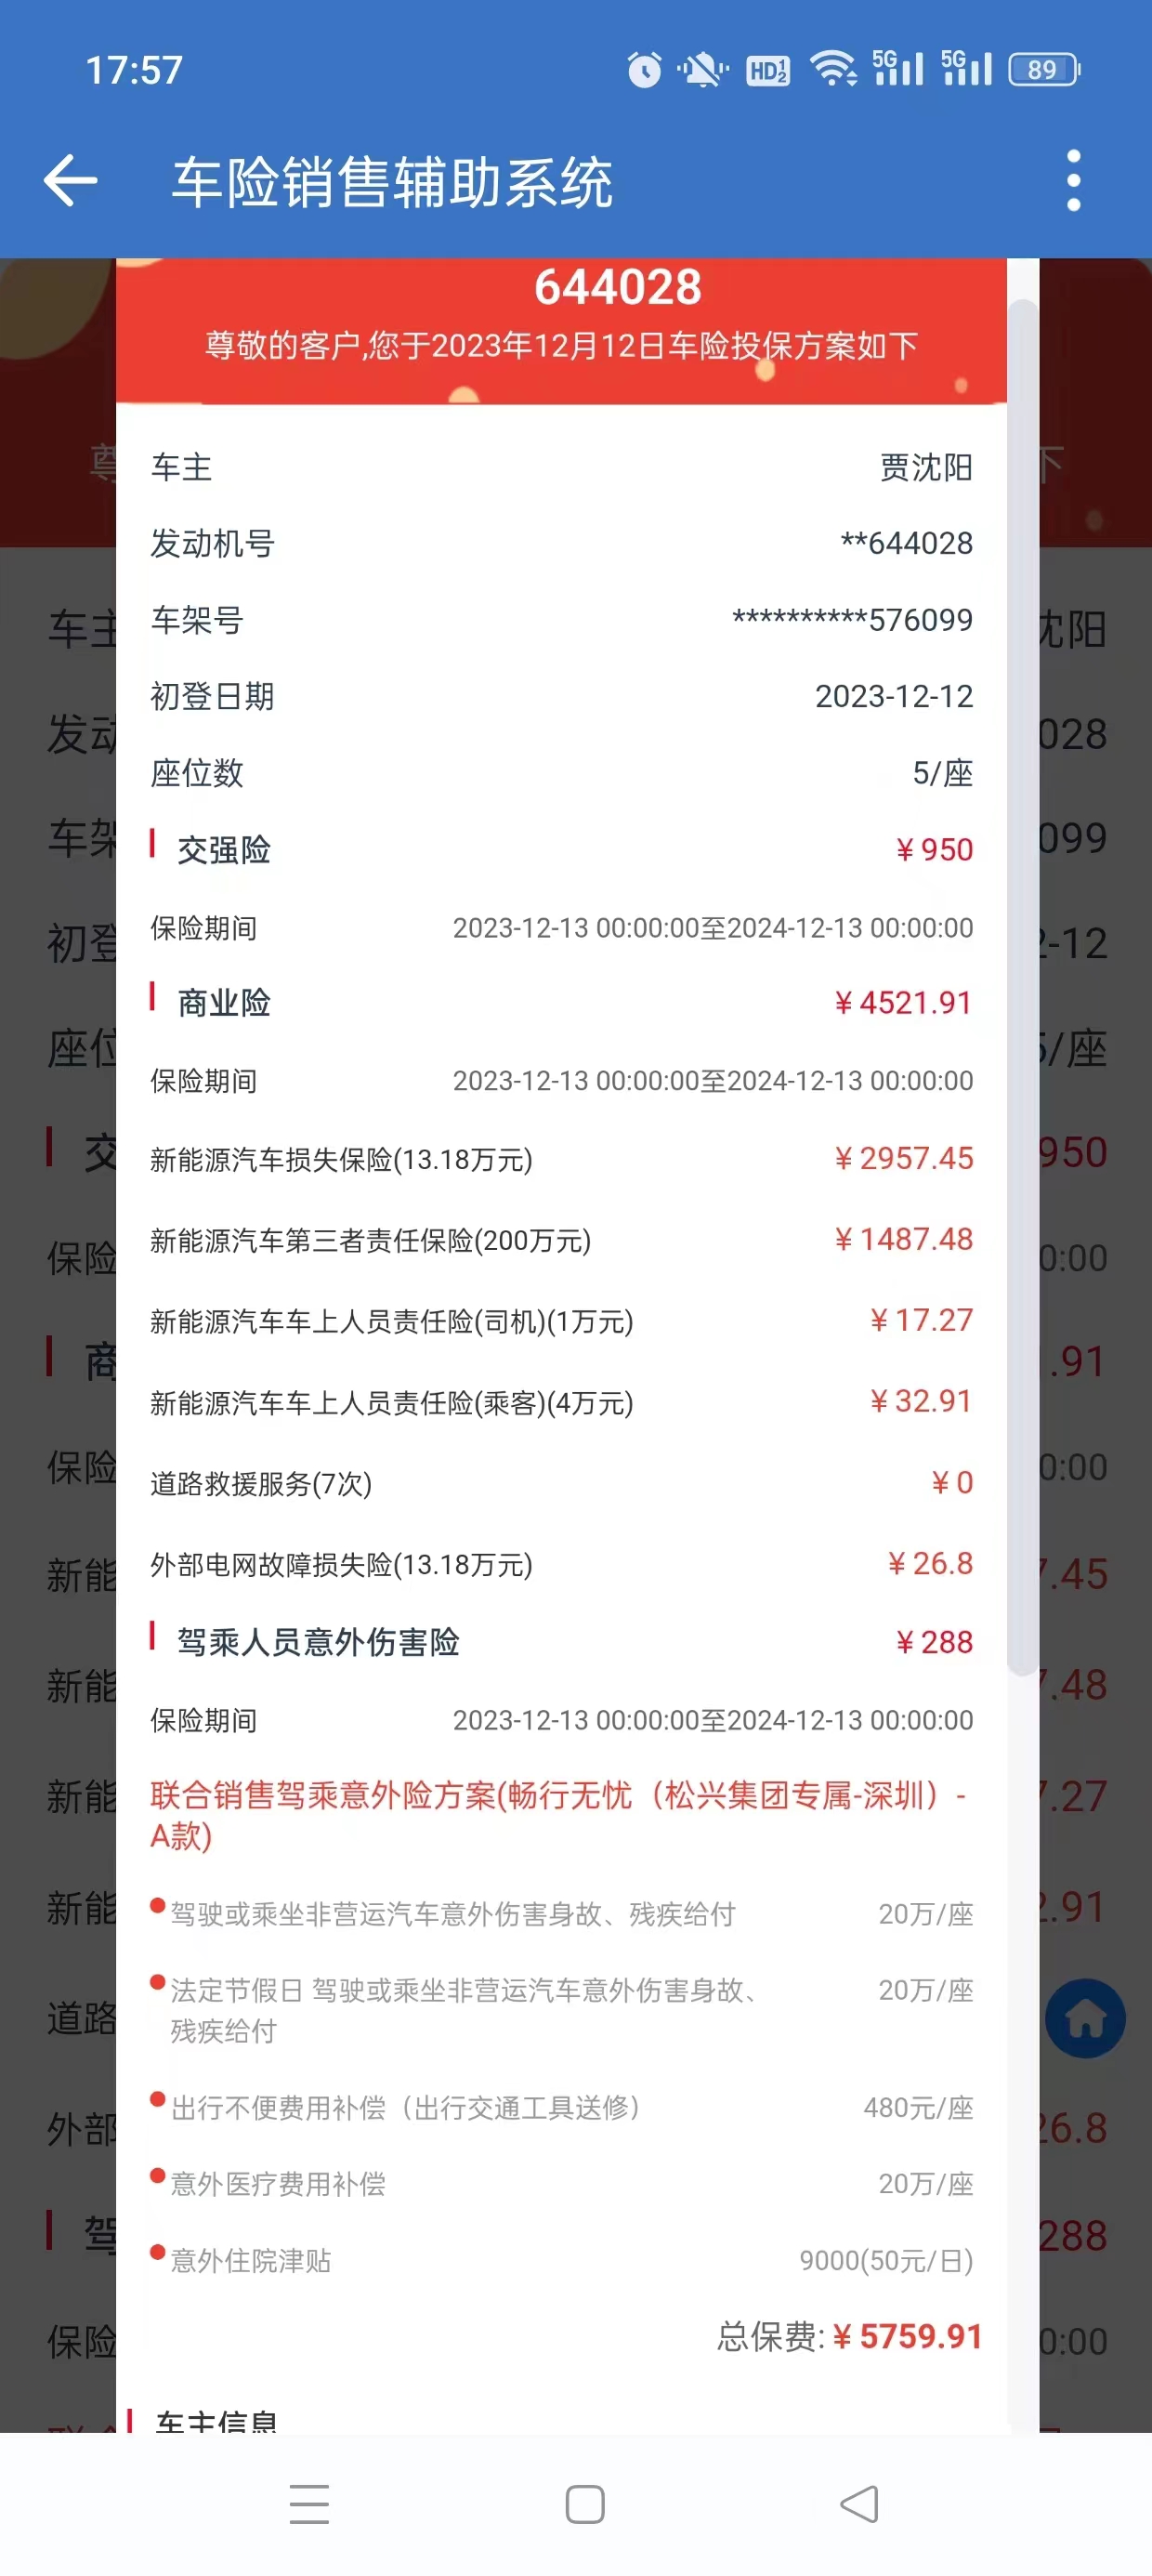 17:57
HD 1 2 5G 5G 89
车险销售辅助系统
644028
尊敬的客户,您于2023年12月12日车险投保方案如下
车主 贾沈阳
发动机号 **644028
车架号 **********576099
初登日期 2023-12-12
座位数 5/座
交强险 ¥950
保险期间 2023-12-13 00:00:00至2024-12-13 00:00:00
商业险 ¥4521.91
保险期间 2023-12-13 00:00:00至2024-12-13 00:00:00
新能源汽车损失保险(13.18万元) ¥2957.45
新能源汽车第三者责任保险(200万元) ¥1487.48
新能源汽车车上人员责任险(司机)(1万元) ¥17.27
新能源汽车车上人员责任险(乘客)(4万元) ¥32.91
道路救援服务(7次) ¥0
外部电网故障损失险(13.18万元) ¥26.8
驾乘人员意外伤害险 ¥288
保险期间 2023-12-13 00:00:00至2024-12-13 00:00:00
联合销售驾乘意外险方案(畅行无忧（松兴集团专属-深圳）-
A款)
驾驶或乘坐非营运汽车意外伤害身故、残疾给付 20万/座
法定节假日 驾驶或乘坐非营运汽车意外伤害身故、 20万/座
残疾给付
出行不便费用补偿（出行交通工具送修） 480元/座
意外医疗费用补偿 20万/座
意外住院津贴 9000(50元/日)
总保费:¥5759.91
车主信息